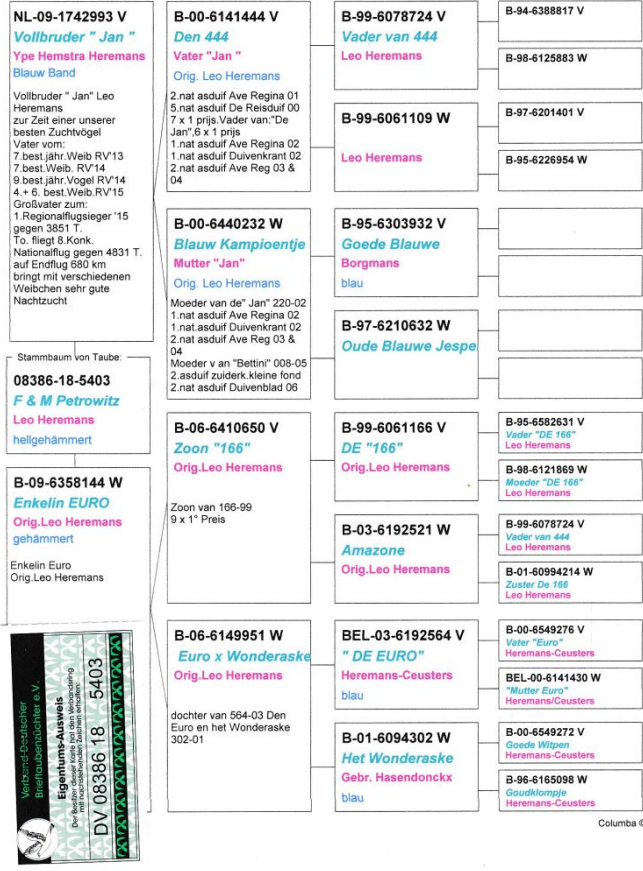 NL-09-1742993 V
Vollbruder " Jan "
Ype Hemstra Heremans
Blauw Band
Vollbruder " Jan" Leo
Heremans
zur Zeit einer unserer
besten Zuchtvögel
Vater vom:
7.best.jähr.Weib RV'13
7.best.Weib. RV'14
9.best.jähr.Vogel RV'14
4.+ 6. best.Weib.RV'15
Großvater zum:
1.Regionalflugsieger '15
gegen 3851 T.
To. fliegt 8.Konk.
Nationalflug gegen 4831 T.
auf Endflug 680 km
bringt mit verschiedenen
Weibchen sehr gute
Nachtzucht
Stammbaum von Taube:
08386-18-5403
F & M Petrowitz
Leo Heremans
hellgehämmert
B-09-6358144 W
Enkelin EURO
Orig.Leo Heremans
gehämmert
Enkelin Euro
Orig.Leo Heremans
Verband Deutscher
Brieftaubenzüchter e.V.
Eigentums-Ausweis
Der Besitzer dieser Karte hat den Verbandsring
mit nachstehenden Zeichen erhalten:
DV 08386 18 5403
B-00-6141444 V
Den 444
Vater "Jan "
Orig. Leo Heremans
2.nat asduif Ave Regina 01
5.nat asduif De Reisduif 00
7 x 1 prijs.Vader van:"De
Jan",6 x 1 prijs
1.nat asduif Ave Regina 02
1.nat asduif Duivenkrant 02
2.nat asduif Ave Reg 03 &
04
B-00-6440232 W
Blauw Kampioentje
Mutter "Jan"
Orig. Leo Heremans
Moeder van de" Jan" 220-02
1.nat.asduif Ave Regina 02
1.nat.asduif Duivenkrant 02
2.nat asduif Ave Reg 03 &
04
Moeder v an "Bettini" 008-05
2.asduif zuiderk.kleine fond
2.nat asduif Duivenblad 06
B-06-6410650 V
Zoon "166"
Orig.Leo Heremans
Zoon van 166-99
9 x 1° Preis
B-06-6149951 W
Euro x Wonderaske
Orig.Leo Heremans
dochter van 564-03 Den
Euro en het Wonderaske
302-01
B-99-6078724 V
Vader van 444
Leo Heremans
B-99-6061109 W
Leo Heremans
B-95-6303932 V
Goede Blauwe
Borgmans
blau
B-97-6210632 W
Oude Blauwe Jespe
B-99-6061166 V
DE "166"
Orig.Leo Heremans
B-03-6192521 W
Amazone
Orig.Leo Heremans
BEL-03-6192564 V
" DE EURO"
Heremans-Ceusters
blau
B-01-6094302 W
Het Wonderaske
Gebr. Hasendonckx
blau
B-94-6388817 V
B-98-6125883 W
B-97-6201401 V
B-95-6226954 W
B-95-6582631 V
Vader "DE 166"
Leo Heremans
B-98-6121869 W
Moeder "DE 166"
Leo Heremans
B-99-6078724 V
Vader van 444
Leo Heremans
B-01-60994214 W
Zuster De 166
Leo Heremans
B-00-6549276 V
Vater "Euro"
Heremans-Ceusters
BEL-00-6141430 W
"Mutter Euro"
Heremans/Ceusters
B-00-6549272 V
Goede Witpen
Heremans-Ceusters
B-96-6165098 W
Goudklompje
Heremans-Ceusters
Columba ©